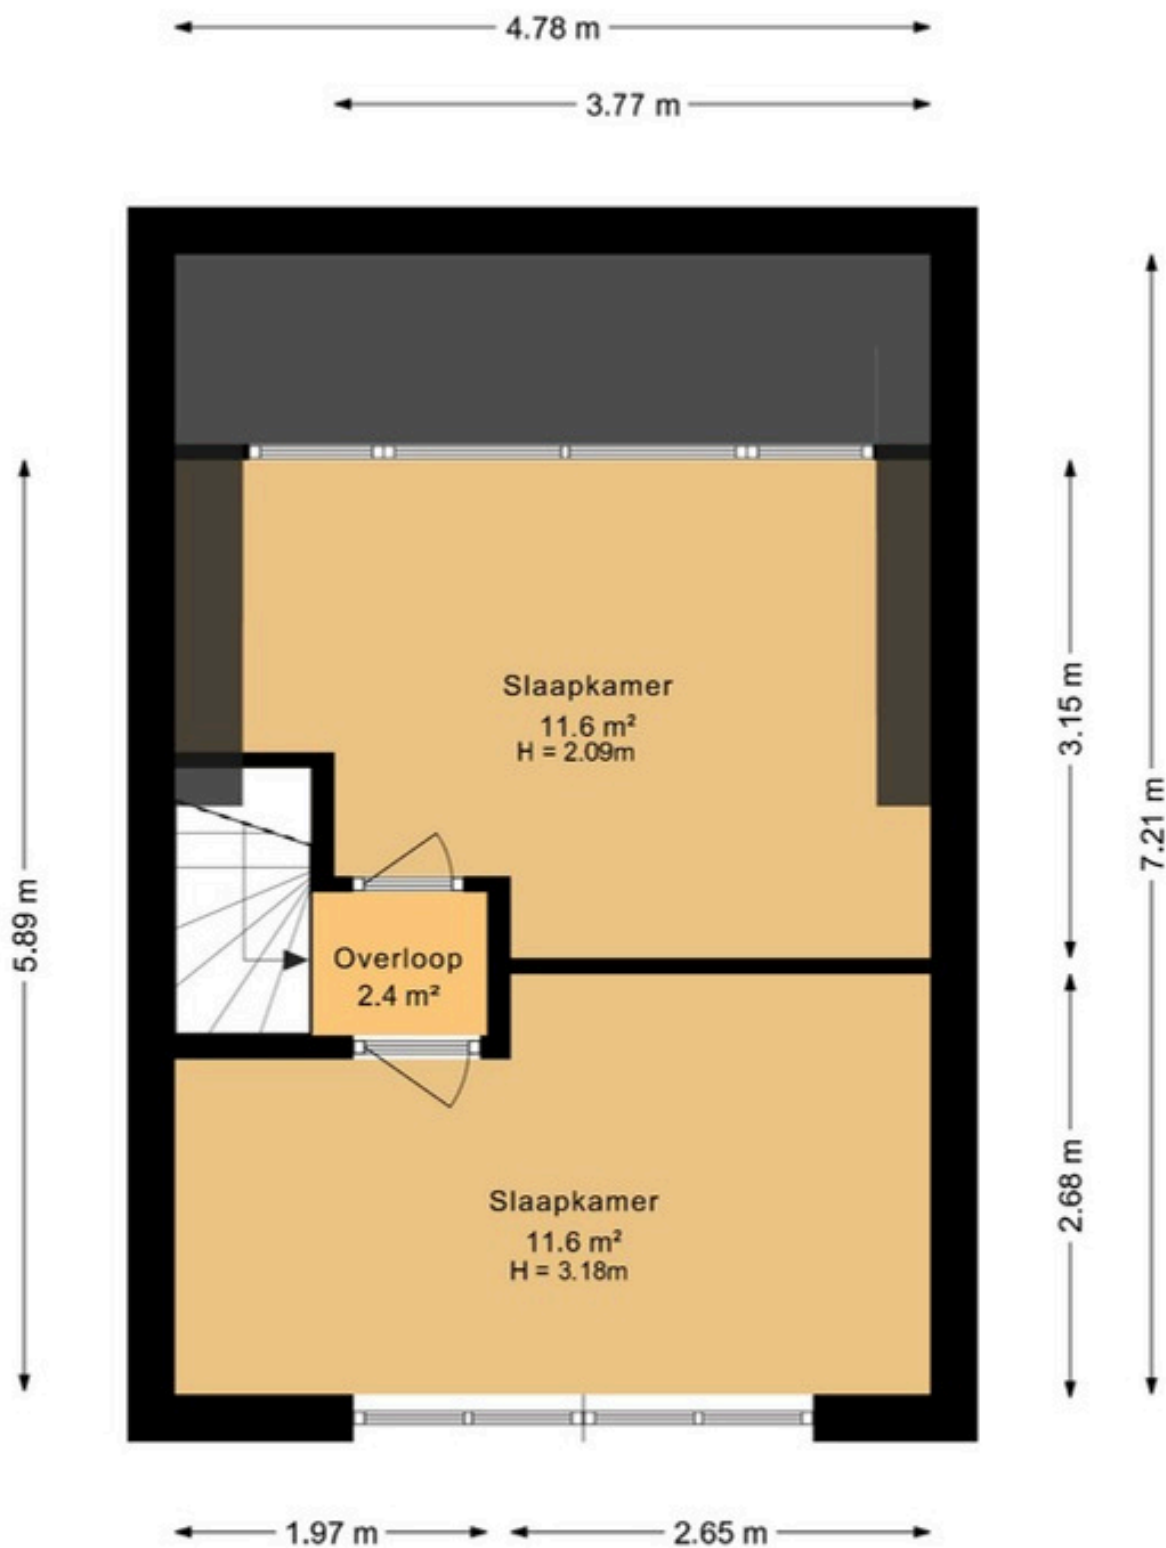 4.78 m
3.77 m
Slaapkamer
11.6 m²
H = 2.09m
3.15 m
7.21 m
5.89 m
Overloop
2.4 m²
2.68 m
Slaapkamer
11.6 m²
H = 3.18m
1.97 m
2.65 m